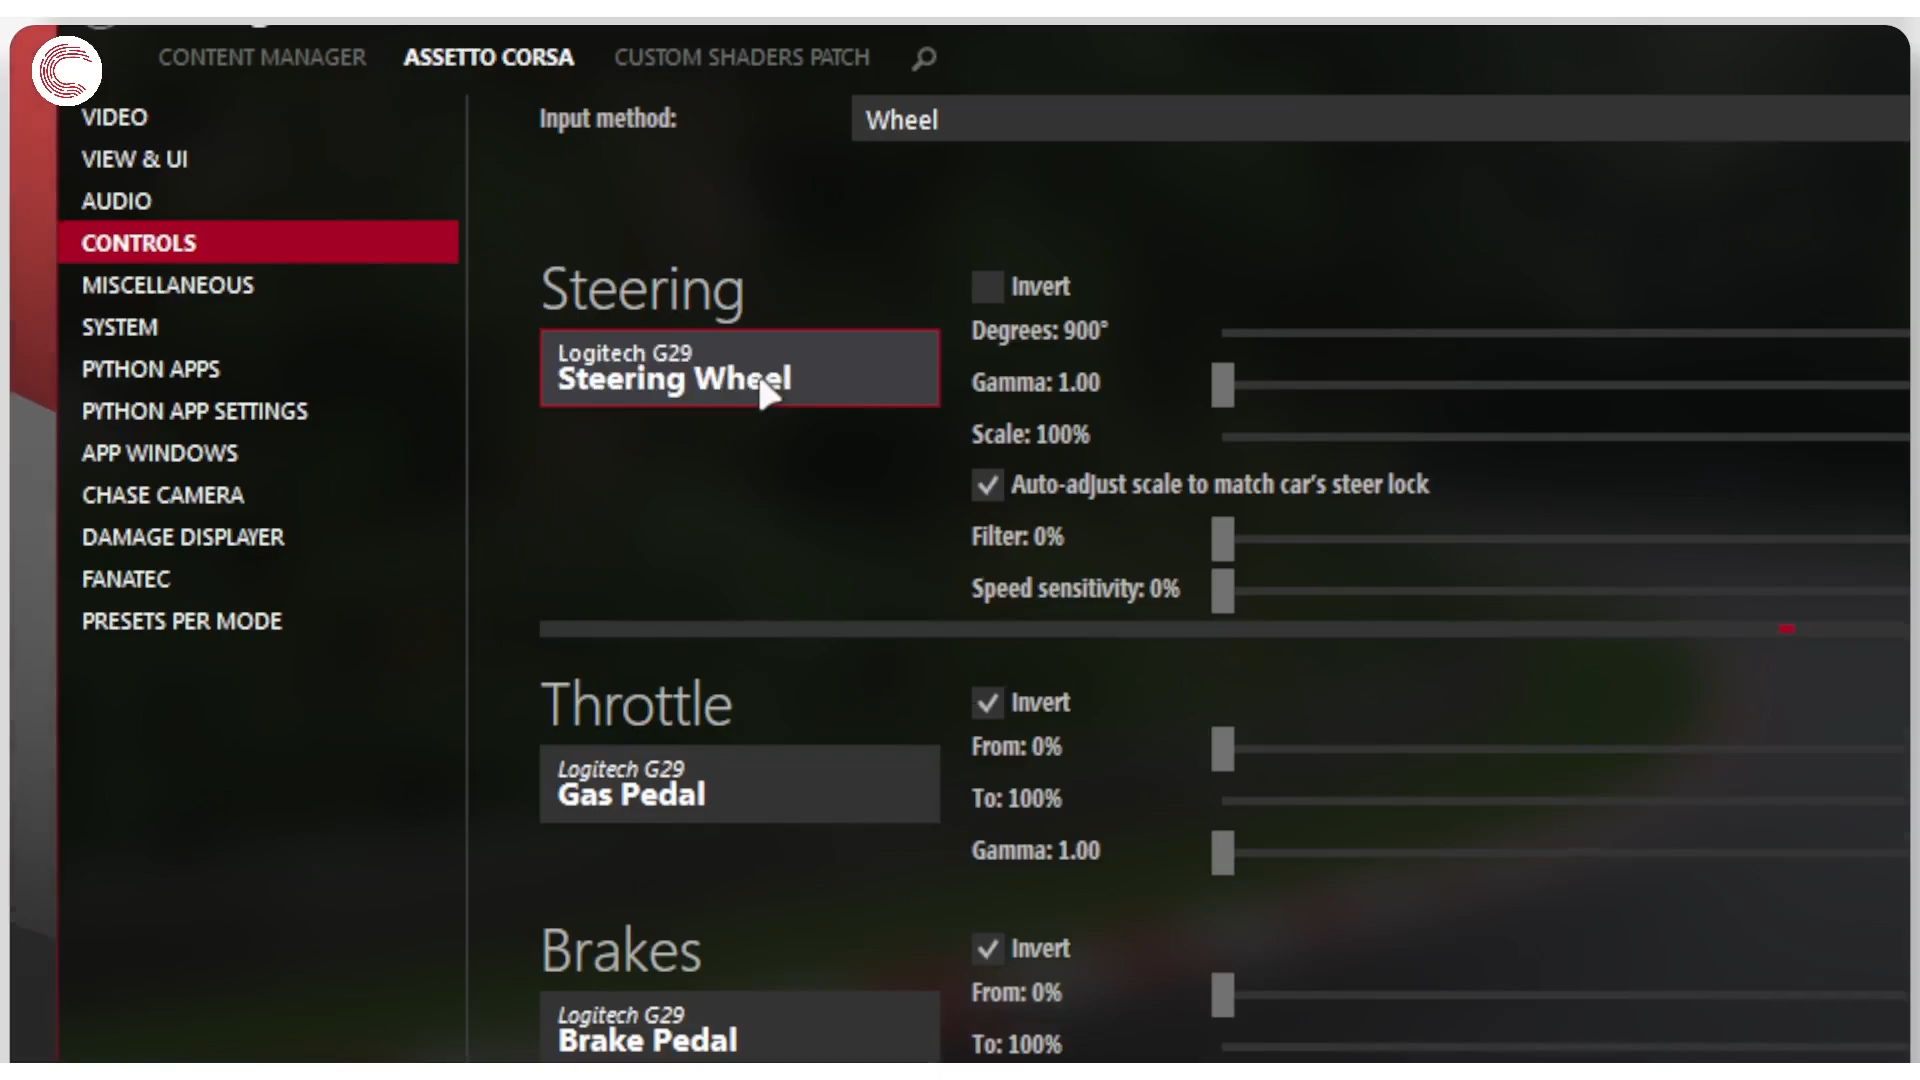 CONTENT MANAGER ASSETTO CORSA CUSTOM SHADERS PATCH
VIDEO
VIEW & UI
AUDIO
CONTROLS
MISCELLANEOUS
SYSTEM
PYTHON APPS
PYTHON APP SETTINGS
APP WINDOWS
CHASE CAMERA
DAMAGE DISPLAYER
FANATEC
PRESETS PER MODE
Input method: Wheel
Steering
Logitech G29
Steering Wheel
Invert
Degrees: 900°
Gamma: 1.00
Scale: 100%
Auto-adjust scale to match car's steer lock
Filter: 0%
Speed sensitivity: 0%
Throttle
Logitech G29
Gas Pedal
Invert
From: 0%
To: 100%
Gamma: 1.00
Brakes
Logitech G29
Brake Pedal
Invert
From: 0%
To: 100%